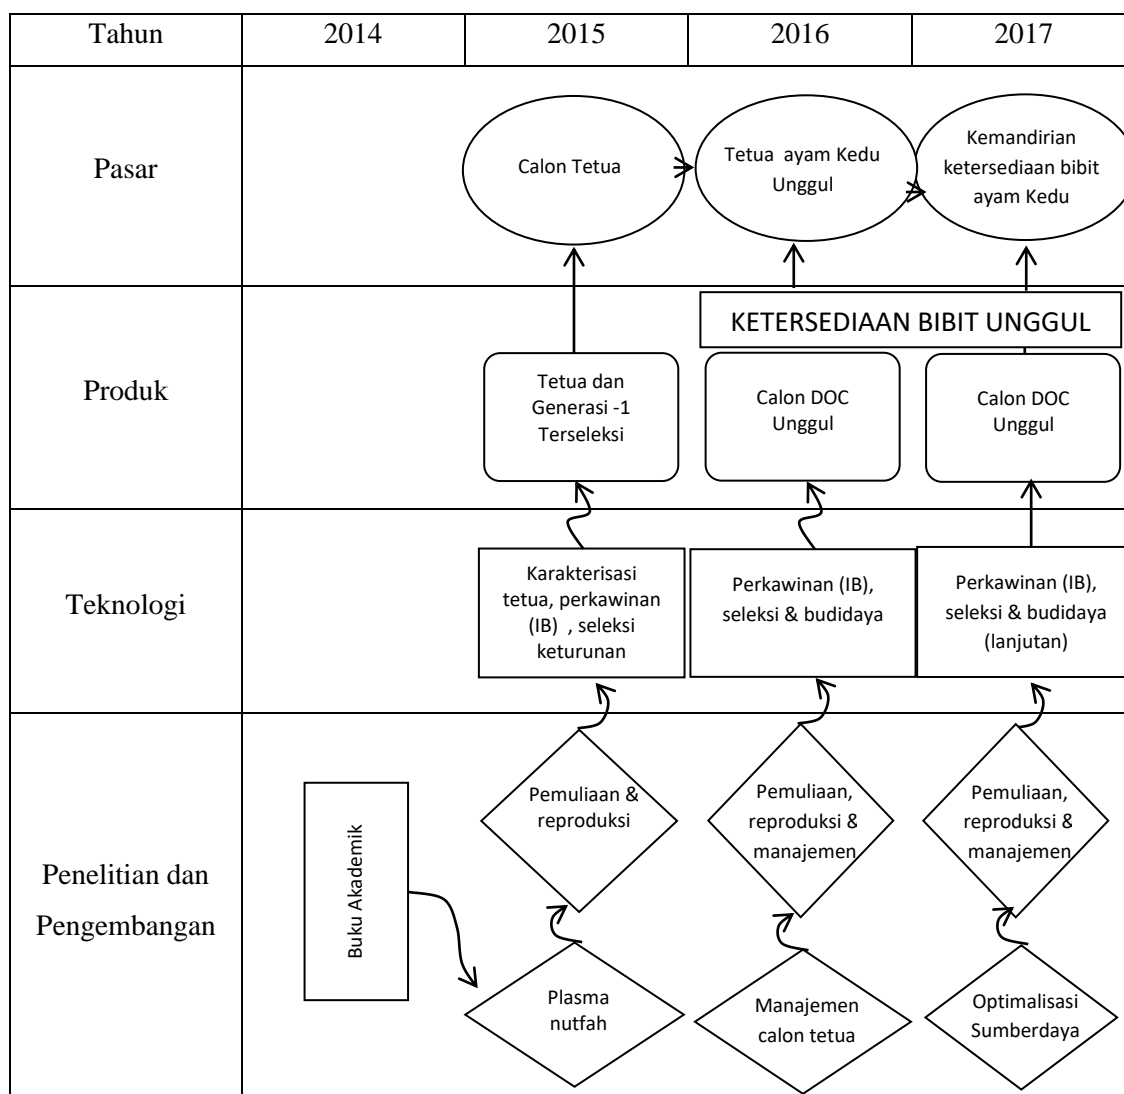 Tahun
2014
2015
2016
2017
Pasar
Calon Tetua
Tetua ayam Kedu
Unggul
Kemandirian
ketersediaan bibit
ayam Kedu
Produk
KETERSEDIAAN BIBIT UNGGUL
Tetua dan
Generasi -1
Terseleksi
Calon DOC
Unggul
Calon DOC
Unggul
Teknologi
Karakterisasi
tetua, perkawinan
(IB) , seleksi
keturunan
Perkawinan (IB),
seleksi & budidaya
Perkawinan (IB),
seleksi & budidaya
(lanjutan)
Penelitian dan
Pengembangan
Buku Akademik
Pemuliaan &
reproduksi
Pemuliaan,
reproduksi &
manajemen
Pemuliaan,
reproduksi &
manajemen
Plasma
nutfah
Manajemen
calon tetua
Optimalisasi
Sumberdaya